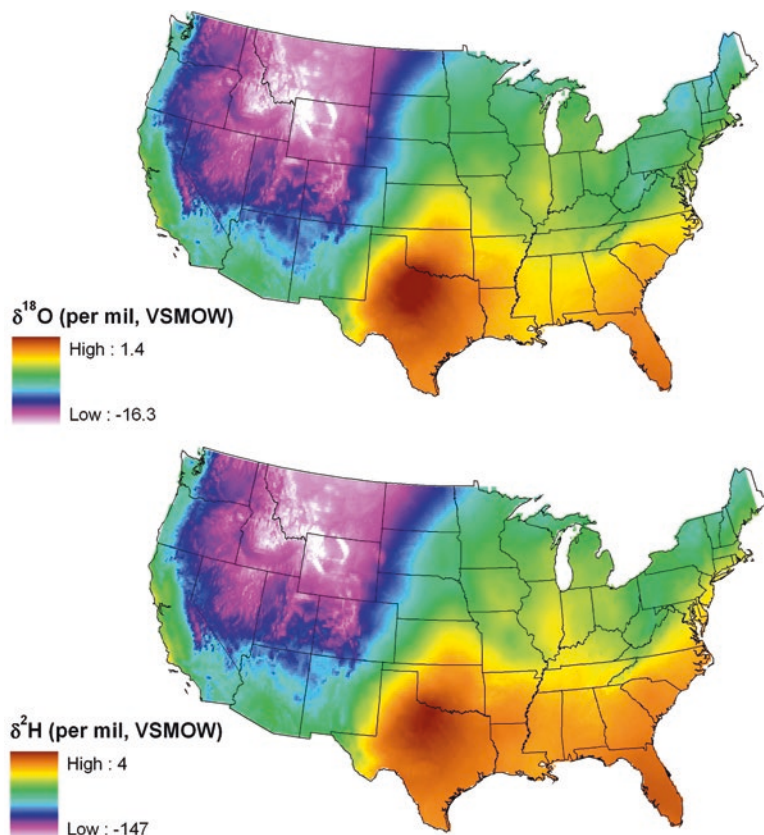 δ¹⁸O (per mil, VSMOW)
High : 1.4
Low : -16.3
δ²H (per mil, VSMOW)
High : 4
Low : -147